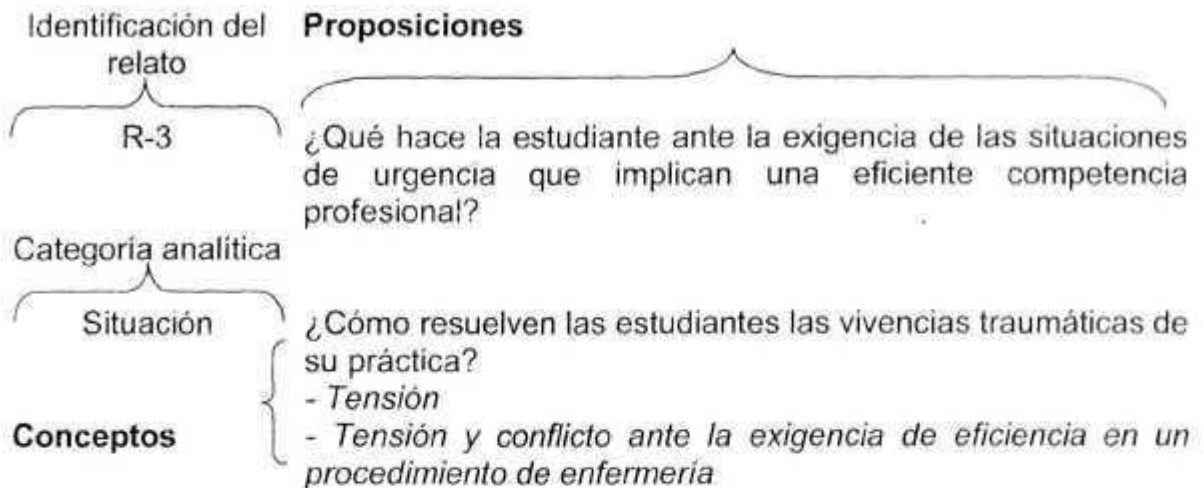 Identificación del Proposiciones
relato
R-3 ¿Qué hace la estudiante ante la exigencia de las situaciones
de urgencia que implican una eficiente competencia
profesional?
Categoría analítica
Situación ¿Cómo resuelven las estudiantes las vivencias traumáticas de
su práctica?
- Tensión
Conceptos - Tensión y conflicto ante la exigencia de eficiencia en un
procedimiento de enfermería